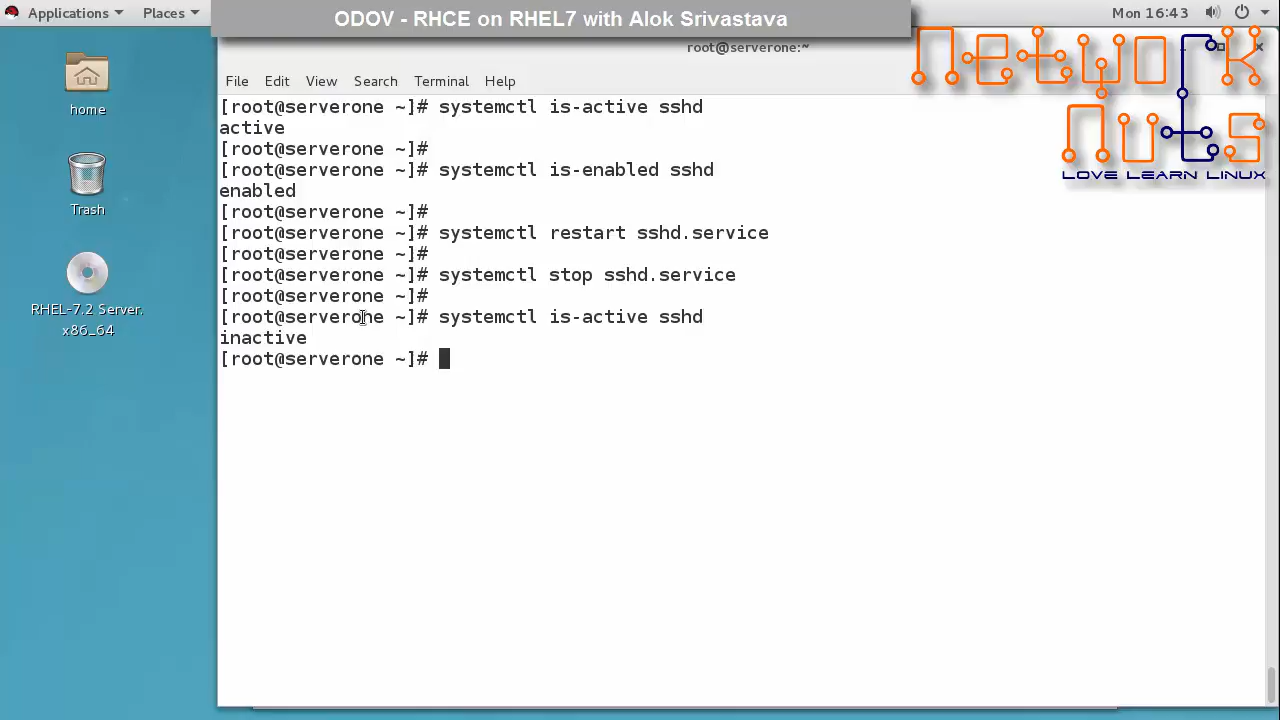 Applications Places Mon 16:43
ODOV - RHCE on RHEL7 with Alok Srivastava
root@serverone:~
Network
Nuts
LOVE LEARN LINUX
File Edit View Search Terminal Help
home
Trash
RHEL-7.2 Server.
x86_64
[root@serverone ~]# systemctl is-active sshd
active
[root@serverone ~]#
[root@serverone ~]# systemctl is-enabled sshd
enabled
[root@serverone ~]#
[root@serverone ~]# systemctl restart sshd.service
[root@serverone ~]#
[root@serverone ~]# systemctl stop sshd.service
[root@serverone ~]#
[root@serverone ~]# systemctl is-active sshd
inactive
[root@serverone ~]#